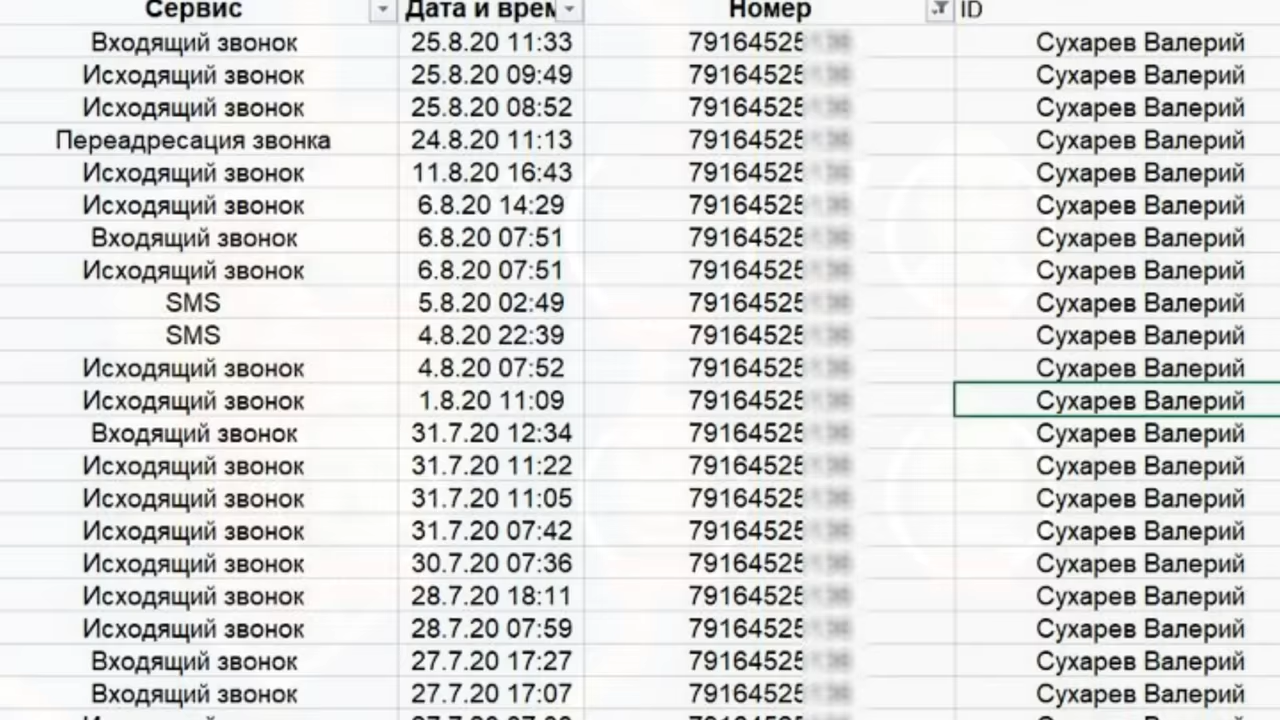 Сервис Дата и врем Номер ID
Входящий звонок 25.8.20 11:33 79164525 Сухарев Валерий
Исходящий звонок 25.8.20 09:49 79164525 Сухарев Валерий
Исходящий звонок 25.8.20 08:52 79164525 Сухарев Валерий
Переадресация звонка 24.8.20 11:13 79164525 Сухарев Валерий
Исходящий звонок 11.8.20 16:43 79164525 Сухарев Валерий
Исходящий звонок 6.8.20 14:29 79164525 Сухарев Валерий
Входящий звонок 6.8.20 07:51 79164525 Сухарев Валерий
Исходящий звонок 6.8.20 07:51 79164525 Сухарев Валерий
SMS 5.8.20 02:49 79164525 Сухарев Валерий
SMS 4.8.20 22:39 79164525 Сухарев Валерий
Исходящий звонок 4.8.20 07:52 79164525 Сухарев Валерий
Исходящий звонок 1.8.20 11:09 79164525 Сухарев Валерий
Входящий звонок 31.7.20 12:34 79164525 Сухарев Валерий
Исходящий звонок 31.7.20 11:22 79164525 Сухарев Валерий
Исходящий звонок 31.7.20 11:05 79164525 Сухарев Валерий
Исходящий звонок 31.7.20 07:42 79164525 Сухарев Валерий
Исходящий звонок 30.7.20 07:36 79164525 Сухарев Валерий
Исходящий звонок 28.7.20 18:11 79164525 Сухарев Валерий
Исходящий звонок 28.7.20 07:59 79164525 Сухарев Валерий
Входящий звонок 27.7.20 17:27 79164525 Сухарев Валерий
Входящий звонок 27.7.20 17:07 79164525 Сухарев Валерий